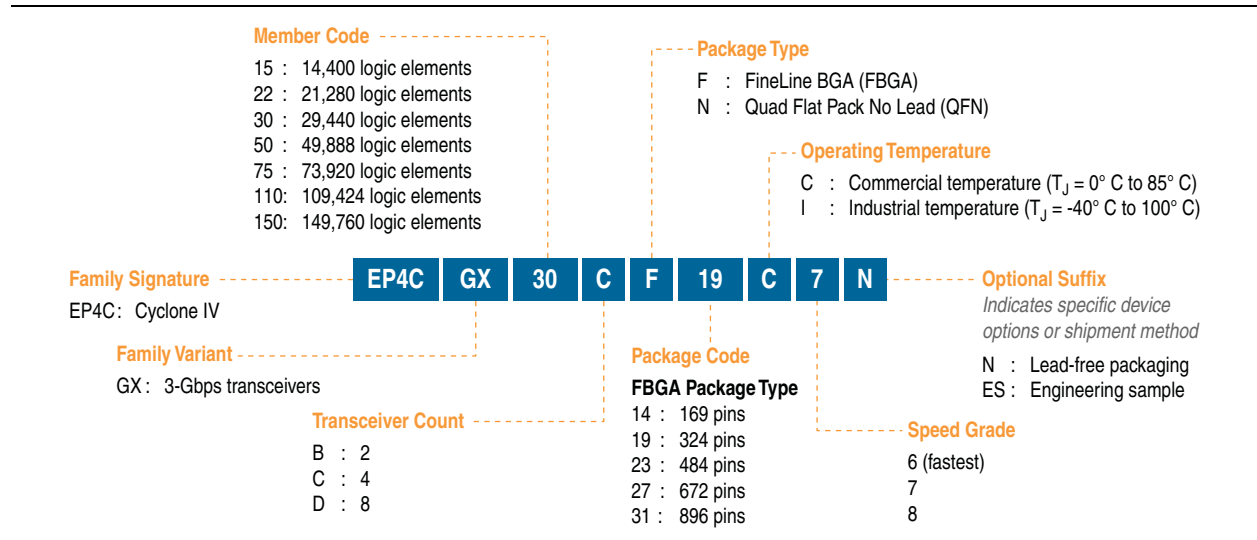 Member Code
15 : 14,400 logic elements
22 : 21,280 logic elements
30 : 29,440 logic elements
50 : 49,888 logic elements
75 : 73,920 logic elements
110: 109,424 logic elements
150: 149,760 logic elements
Package Type
F : FineLine BGA (FBGA)
N : Quad Flat Pack No Lead (QFN)
Operating Temperature
C : Commercial temperature (TJ = 0° C to 85° C)
I : Industrial temperature (TJ = -40° C to 100° C)
EP4C GX 30 C F 19 C 7 N
Family Signature
EP4C: Cyclone IV
Family Variant
GX : 3-Gbps transceivers
Transceiver Count
B : 2
C : 4
D : 8
Package Code
FBGA Package Type
14 : 169 pins
19 : 324 pins
23 : 484 pins
27 : 672 pins
31 : 896 pins
Speed Grade
6 (fastest)
7
8
Optional Suffix
Indicates specific device
options or shipment method
N : Lead-free packaging
ES : Engineering sample